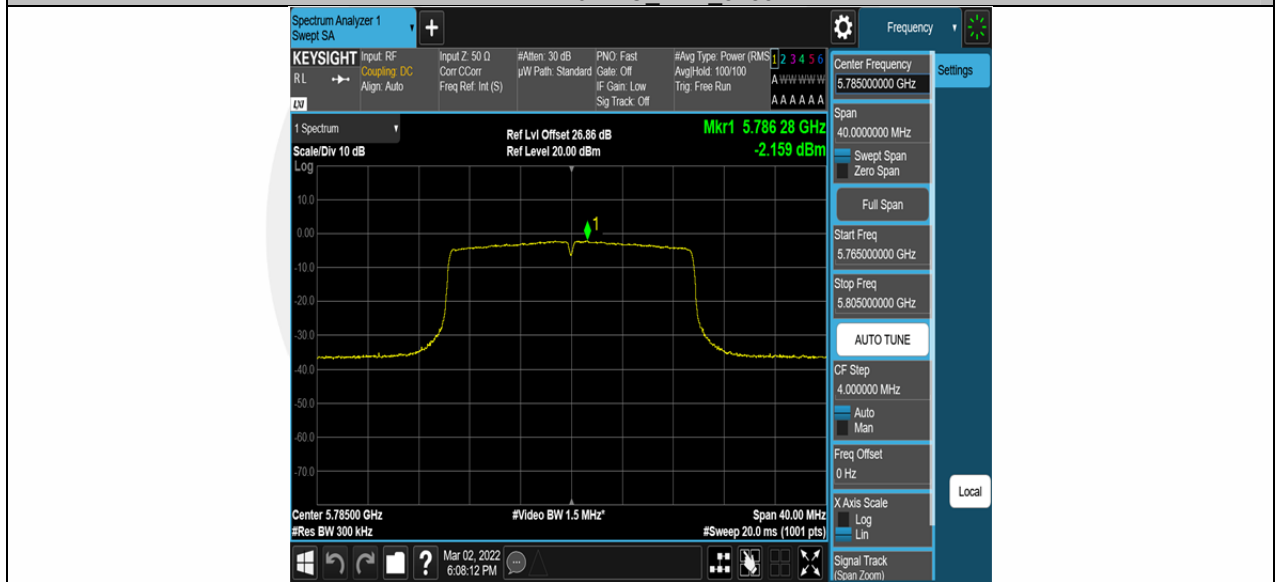 Spectrum Analyzer 1
Swept SA
+
Frequency
KEYSIGHT
Input: RF
Input Z: 50 Ω
#Atten: 30 dB
PNO: Fast
#Avg Type: Power (RMS
1 2 3 4 5 6
RL
Coupling: DC
Corr CCorr
µW Path: Standard
Gate: Off
Avg|Hold: 100/100
A W W W W W
Align: Auto
Freq Ref: Int (S)
IF Gain: Low
Trig: Free Run
Sig Track: Off
A A A A A A
LXI
1 Spectrum
Ref Lvl Offset 26.86 dB
Mkr1 5.786 28 GHz
Scale/Div 10 dB
Ref Level 20.00 dBm
-2.159 dBm
Log
10.0
0.00
-10.0
-20.0
-30.0
-40.0
-50.0
-60.0
-70.0
1
Center 5.78500 GHz
#Video BW 1.5 MHz*
Span 40.00 MHz
#Res BW 300 kHz
#Sweep 20.0 ms (1001 pts)
?
Mar 02, 2022
6:08:12 PM
Center Frequency
5.785000000 GHz
Settings
Span
40.0000000 MHz
Swept Span
Zero Span
Full Span
Start Freq
5.765000000 GHz
Stop Freq
5.805000000 GHz
AUTO TUNE
CF Step
4.000000 MHz
Auto
Man
Freq Offset
0 Hz
Local
X Axis Scale
Log
Lin
Signal Track
(Span Zoom)